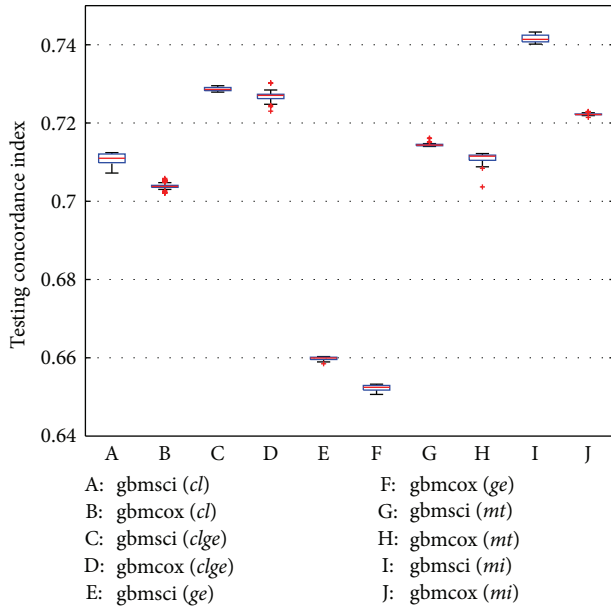 0.74
0.72
0.7
0.68
0.66
0.64
Testing concordance index
A B C D E F G H I J
A: gbmsci (cl)
B: gbmcox (cl)
C: gbmsci (clge)
D: gbmcox (clge)
E: gbmsci (ge)
F: gbmcox (ge)
G: gbmsci (mt)
H: gbmcox (mt)
I: gbmsci (mi)
J: gbmcox (mi)